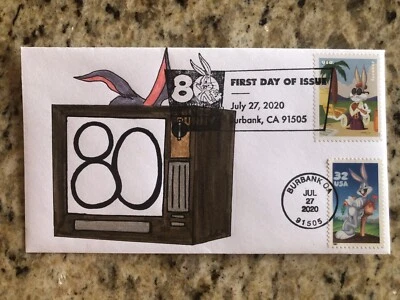 80
FIRST DAY OF ISSUE
July 27, 2020
Burbank, CA 91505
80
32
USA
BURBANK CA
JUL
27
2020
91505